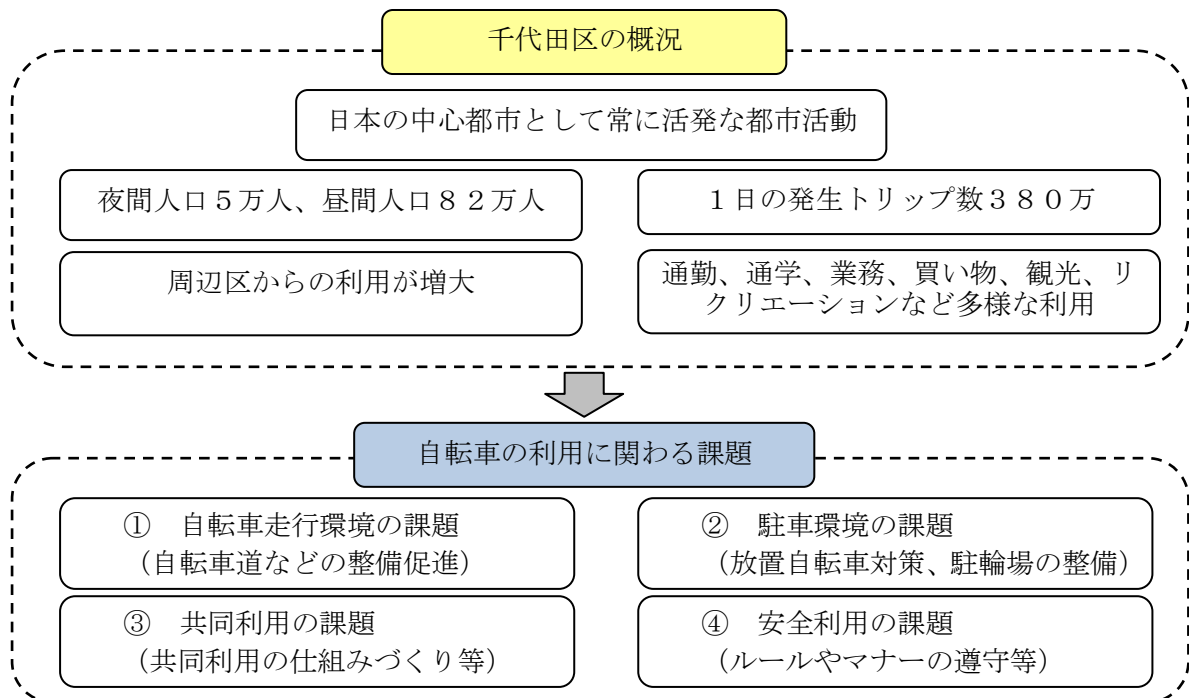 千代田区の概況
日本の中心都市として常に活発な都市活動
夜間人口５万人、昼間人口８２万人
１日の発生トリップ数３８０万
周辺区からの利用が増大
通勤、通学、業務、買い物、観光、リ
クリエーションなど多様な利用
自転車の利用に関わる課題
①　自転車走行環境の課題
（自転車道などの整備促進）
②　駐車環境の課題
（放置自転車対策、駐輪場の整備）
③　共同利用の課題
（共同利用の仕組みづくり等）
④　安全利用の課題
（ルールやマナーの遵守等）